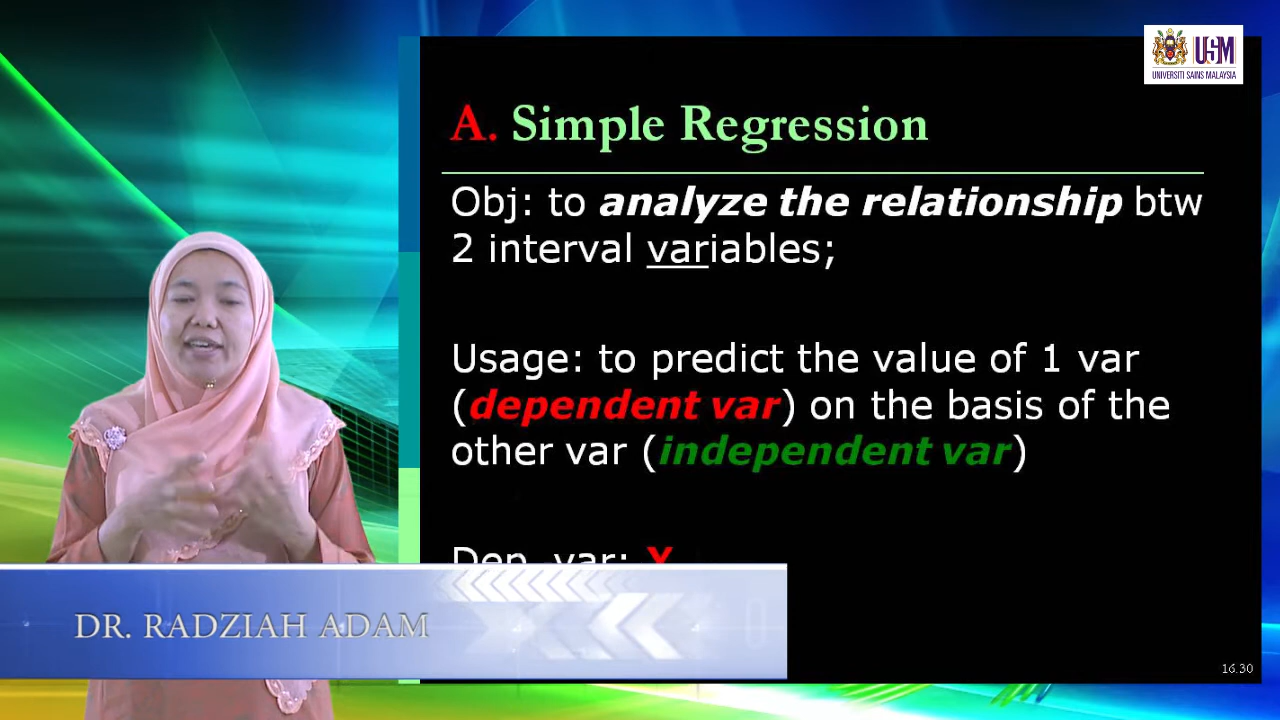 USM
UNIVERSITI SAINS MALAYSIA
A. Simple Regression
Obj: to analyze the relationship btw
2 interval variables;
Usage: to predict the value of 1 var
(dependent var) on the basis of the
other var (independent var)
Dep. var: Y
DR. RADZIAH ADAM
16.30